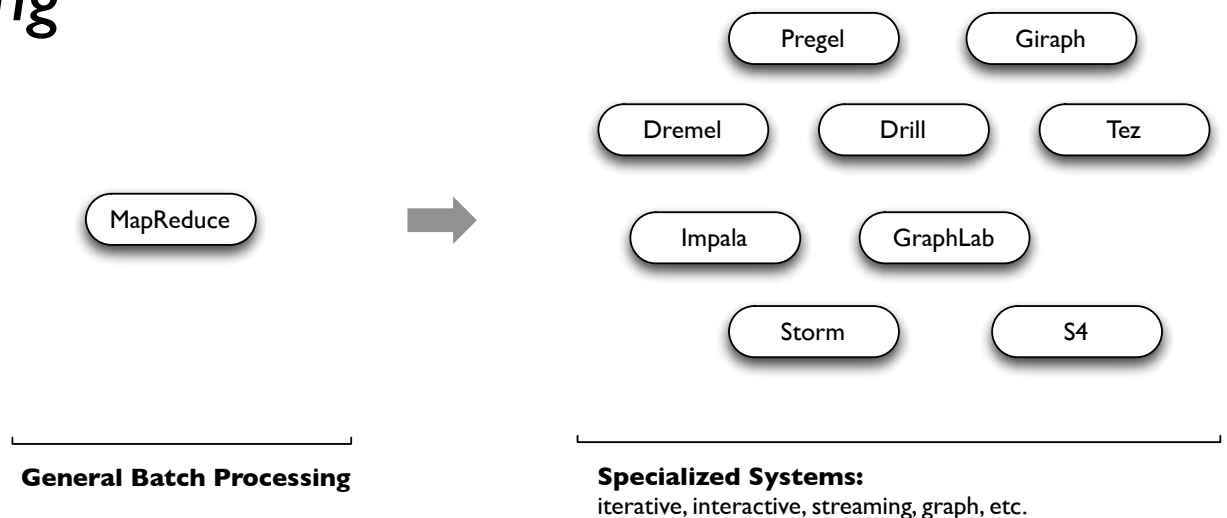 Pregel Giraph
Dremel Drill Tez
MapReduce
Impala GraphLab
Storm S4
General Batch Processing
Specialized Systems:
iterative, interactive, streaming, graph, etc.